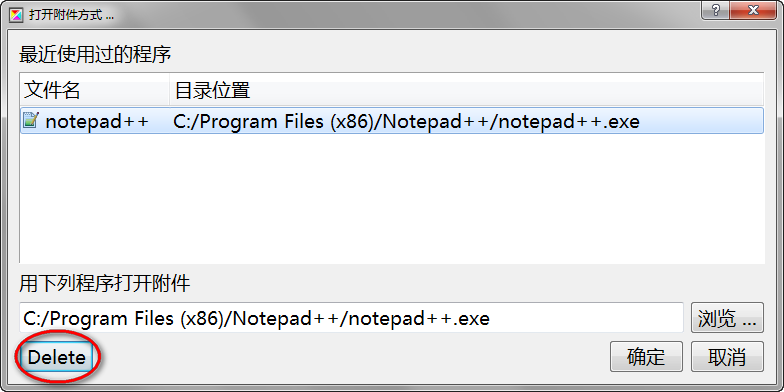 打开附件方式 ...
最近使用过的程序
文件名 目录位置
notepad++ C:/Program Files (x86)/Notepad++/notepad++.exe
用下列程序打开附件
C:/Program Files (x86)/Notepad++/notepad++.exe 浏览 ...
Delete 确定 取消